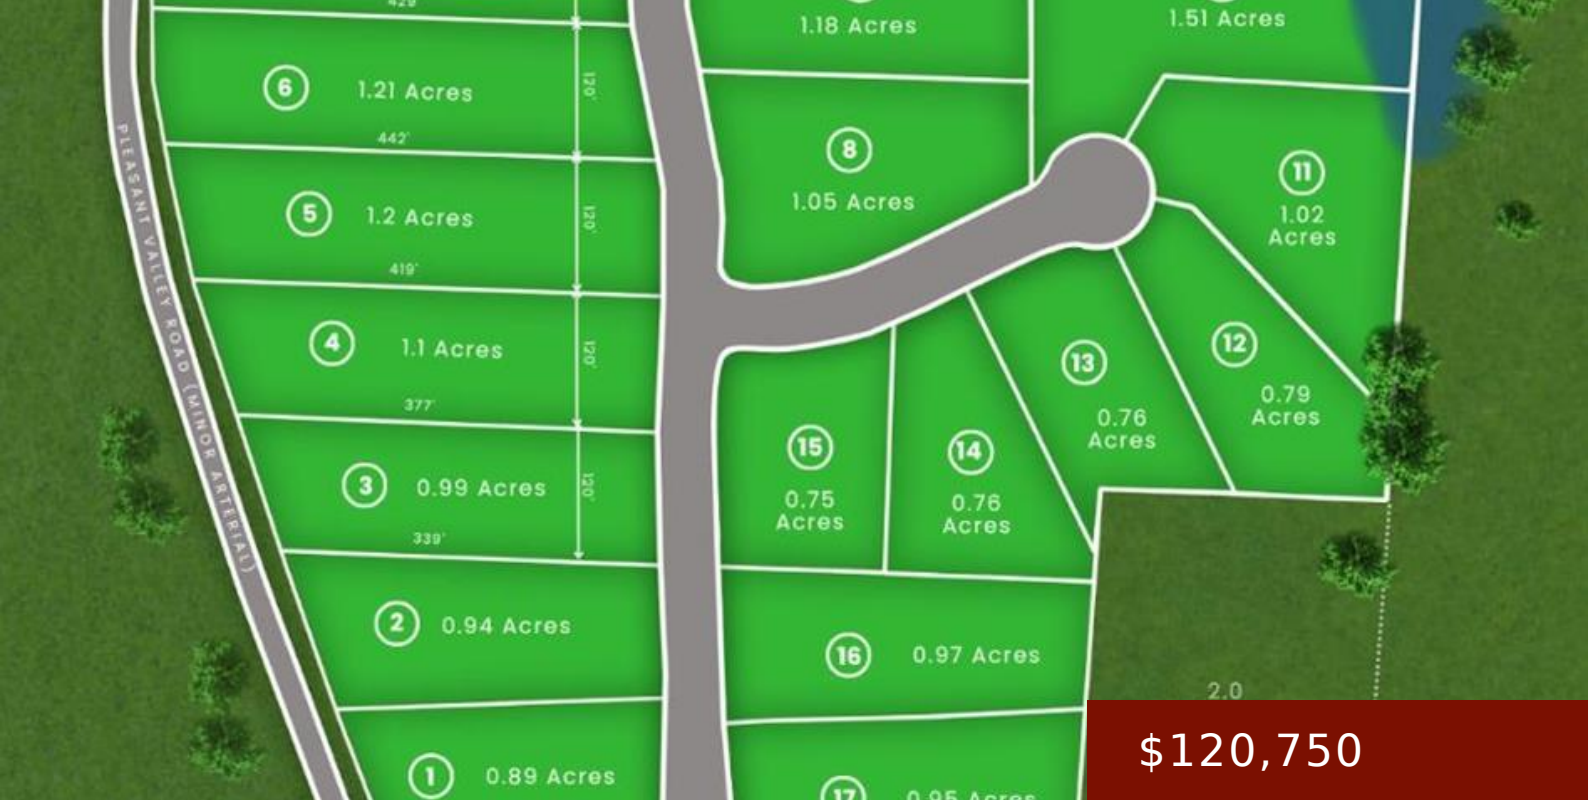 429'
1.18 Acres
1.51 Acres
6 1.21 Acres
120'
442'
8
1.05 Acres
11
1.02
Acres
5 1.2 Acres
120'
419'
PLEASANT VALLEY ROAD (MINOR ARTERIAL)
4 1.1 Acres
120'
377'
12
0.79
Acres
13
0.76
Acres
15
0.75
Acres
14
0.76
Acres
3 0.99 Acres
120'
339'
2 0.94 Acres
16 0.97 Acres
2.0
1 0.89 Acres
17 0.95 Acres
$120,750